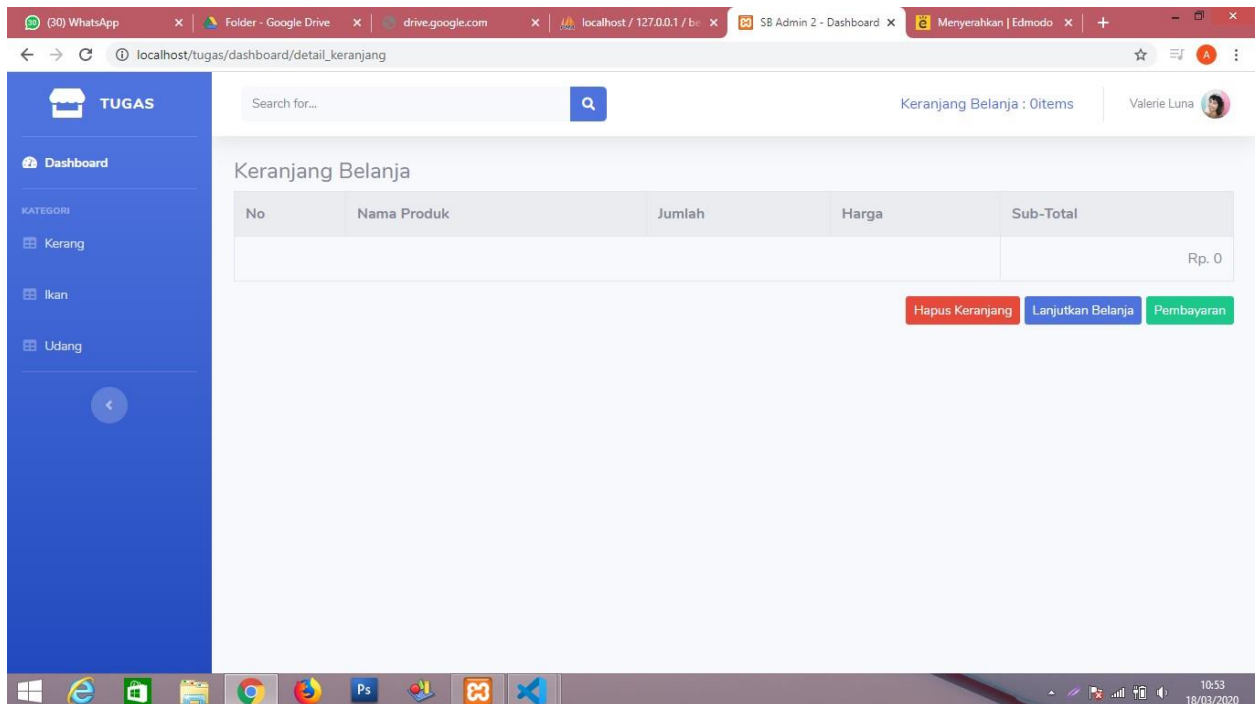 (30) WhatsApp
Folder - Google Drive
drive.google.com
localhost / 127.0.0.1 / be
SB Admin 2 - Dashboard
Menyerahkan | Edmodo
localhost/tugas/dashboard/detail_keranjang
A
TUGAS
Search for...
Keranjang Belanja : 0items
Valerie Luna
Dashboard
KATEGORI
Kerang
Ikan
Udang
Keranjang Belanja
No Nama Produk Jumlah Harga Sub-Total
Rp. 0
Hapus Keranjang Lanjutkan Belanja Pembayaran
Ps
10:53
18/03/2020